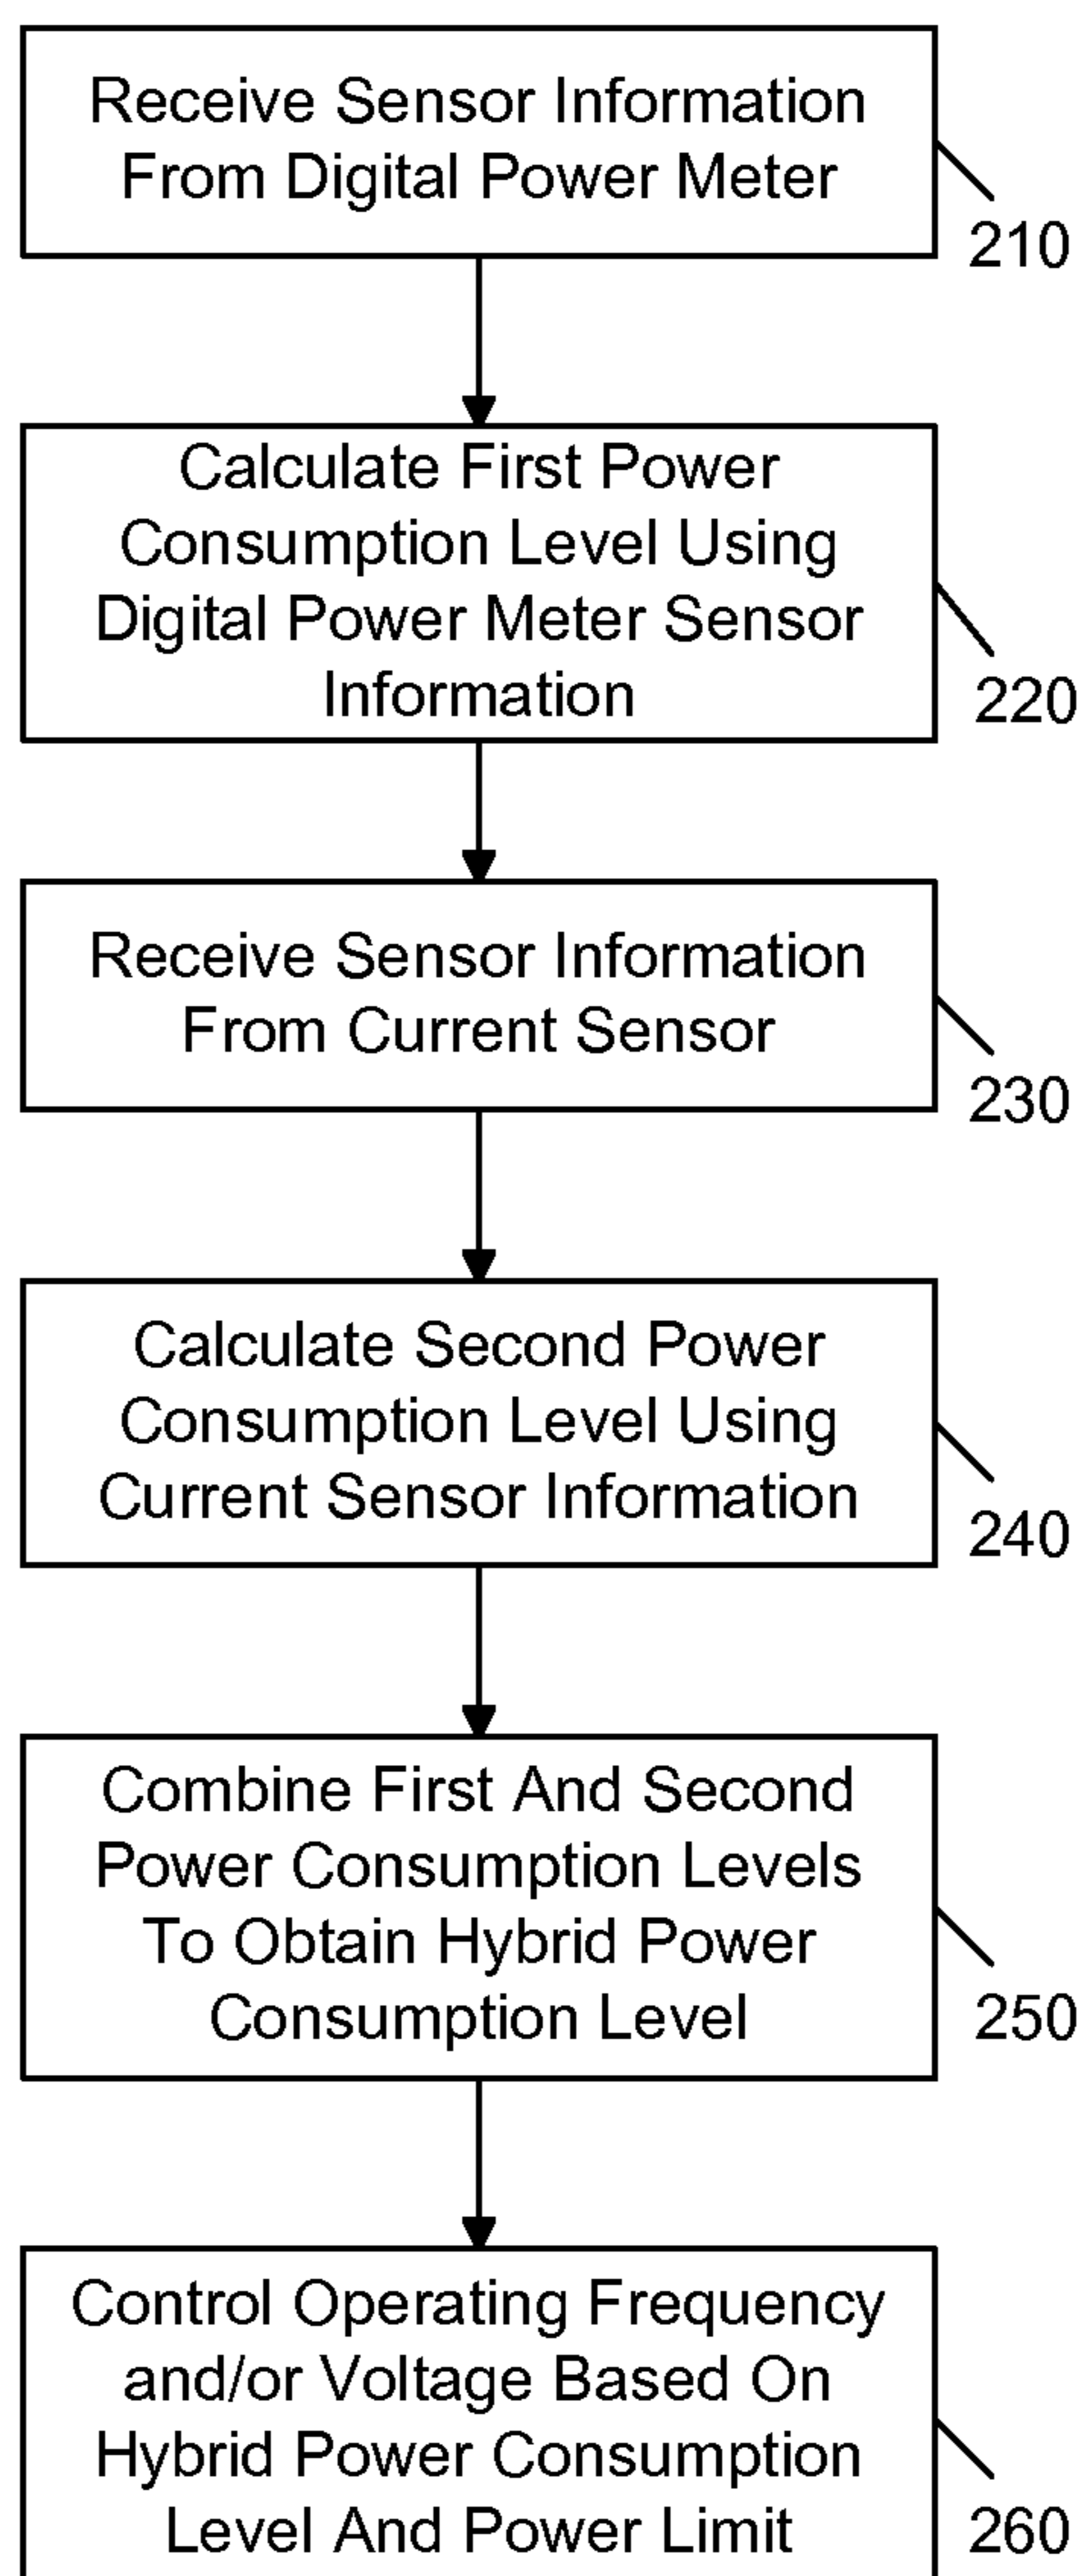 Receive Sensor Information
From Digital Power Meter
210
Calculate First Power
Consumption Level Using
Digital Power Meter Sensor
Information
220
Receive Sensor Information
From Current Sensor
230
Calculate Second Power
Consumption Level Using
Current Sensor Information
240
Combine First And Second
Power Consumption Levels
To Obtain Hybrid Power
Consumption Level
250
Control Operating Frequency
and/or Voltage Based On
Hybrid Power Consumption
Level And Power Limit
260